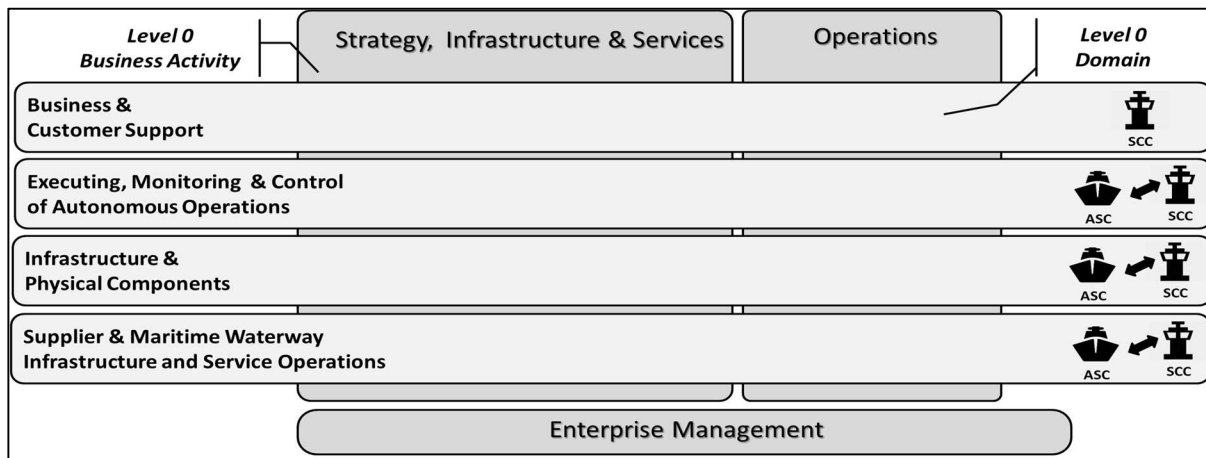 Level 0
Business Activity
Strategy, Infrastructure & Services
Operations
Level 0
Domain
Business &
Customer Support
SCC
Executing, Monitoring & Control
of Autonomous Operations
ASC
SCC
Infrastructure &
Physical Components
ASC
SCC
Supplier & Maritime Waterway
Infrastructure and Service Operations
ASC
SCC
Enterprise Management